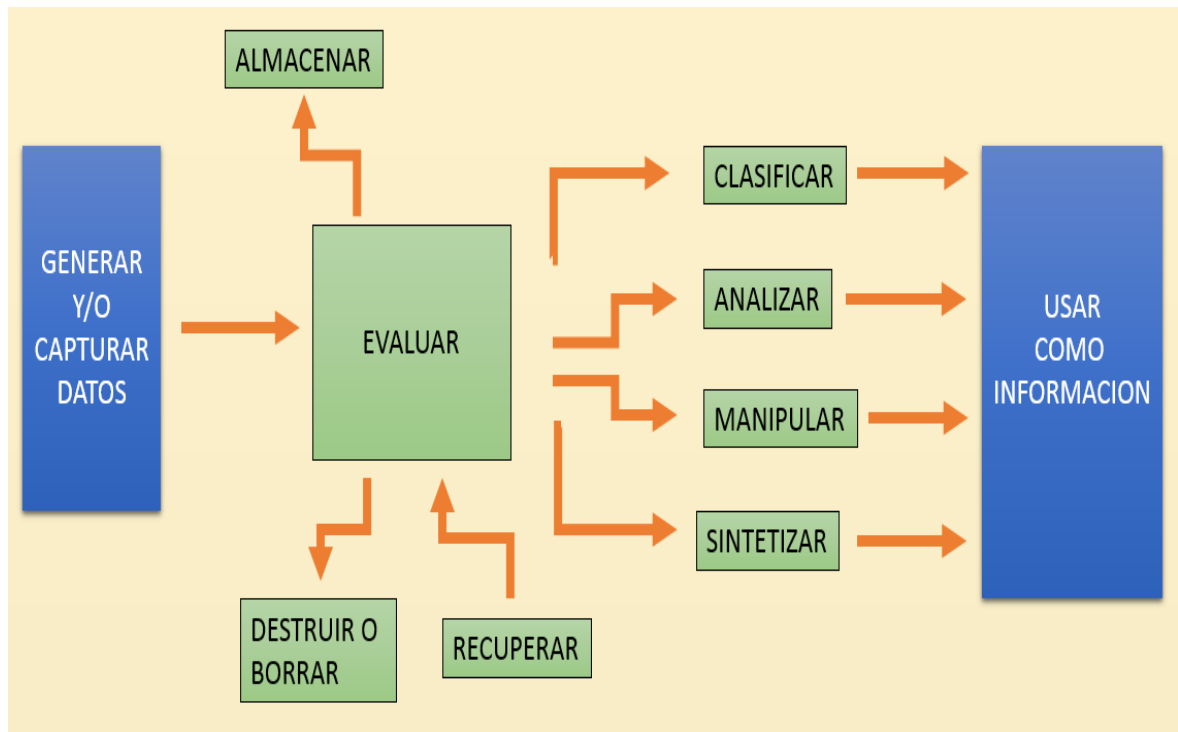 ALMACENAR
GENERAR
Y/O
CAPTURAR
DATOS
EVALUAR
CLASIFICAR
ANALIZAR
MANIPULAR
SINTETIZAR
USAR
COMO
INFORMACION
DESTRUIR O
BORRAR
RECUPERAR